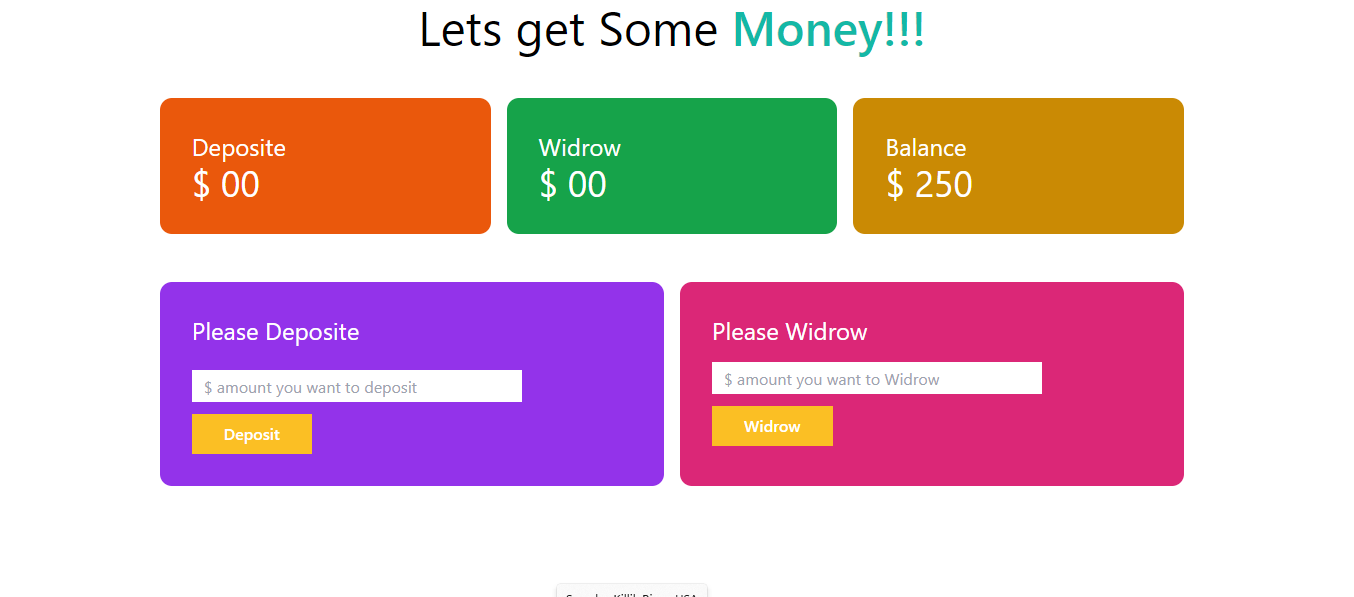 Lets get Some Money!!!
Deposite
$ 00
Widrow
$ 00
Balance
$ 250
Please Deposite
$ amount you want to deposit
Deposit
Please Widrow
$ amount you want to Widrow
Widrow